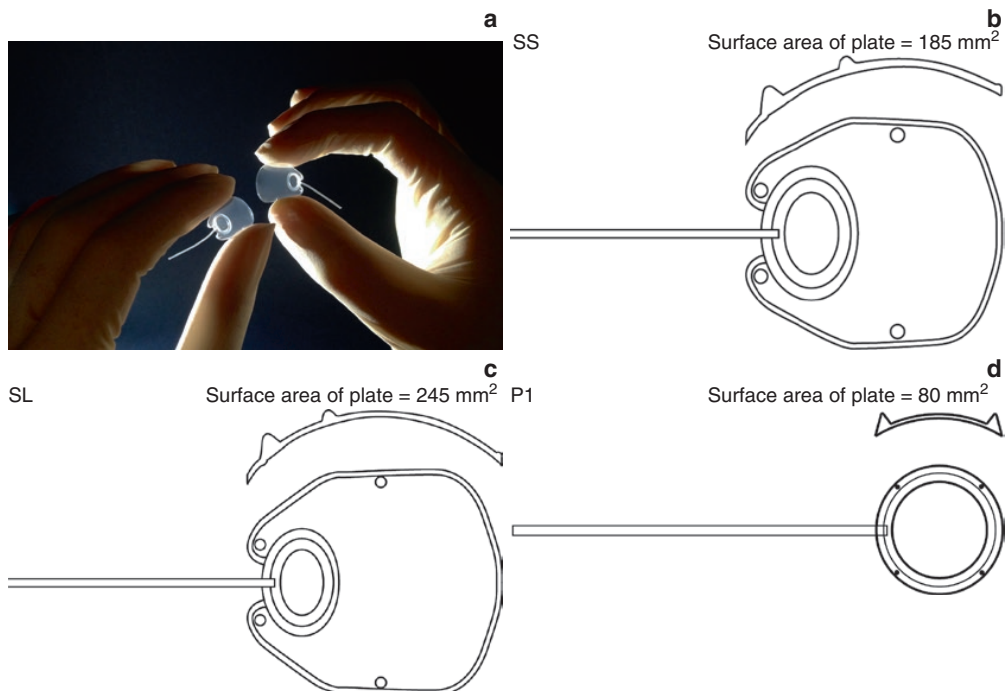 a
b
SS
Surface area of plate = 185 mm²
c
SL
Surface area of plate = 245 mm²
d
P1
Surface area of plate = 80 mm²